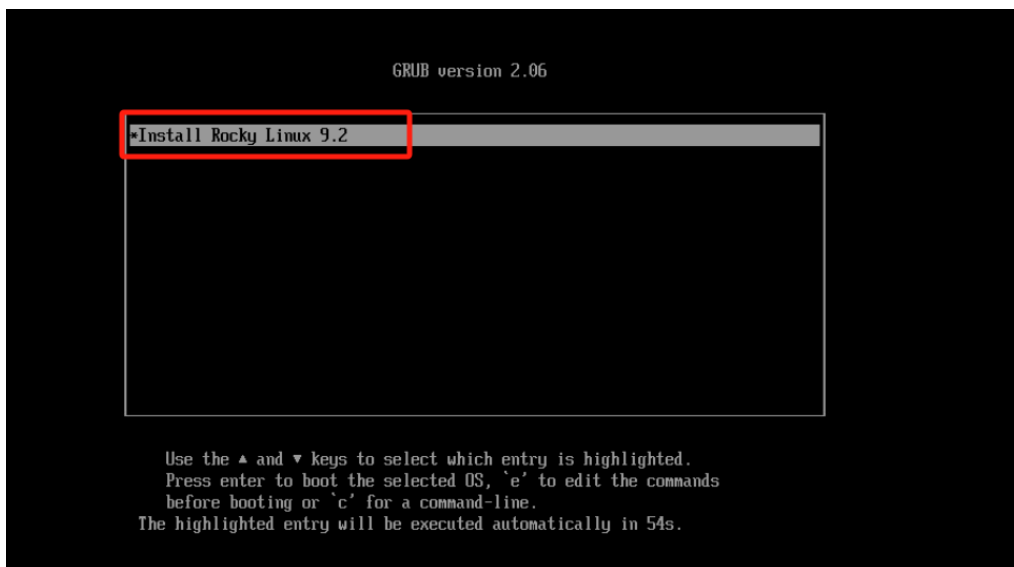 GRUB version 2.06
*Install Rocky Linux 9.2
Use the ▲ and ▼ keys to select which entry is highlighted.
Press enter to boot the selected OS, `e' to edit the commands
before booting or `c' for a command-line.
The highlighted entry will be executed automatically in 54s.